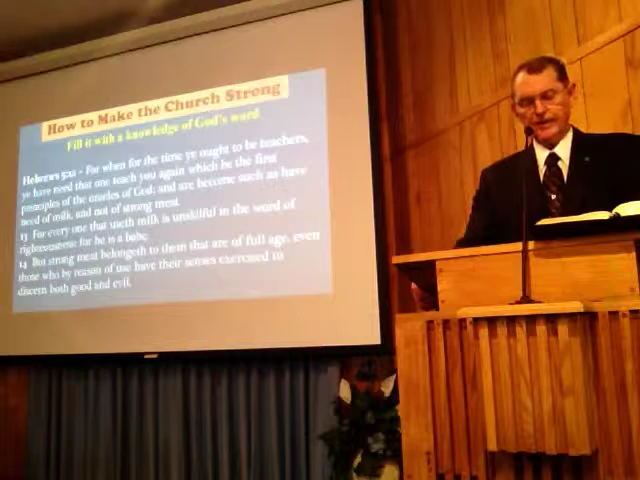 How to Make the Church Strong
Fill it with a knowledge of God's word
Hebrews 5:12 - For when for the time ye ought to be teachers,
ye have need that one teach you again which be the first
principles of the oracles of God; and are become such as have
need of milk, and not of strong meat.
13 For every one that useth milk is unskilful in the word of
righteousness: for he is a babe.
14 But strong meat belongeth to them that are of full age, even
those who by reason of use have their senses exercised to
discern both good and evil.